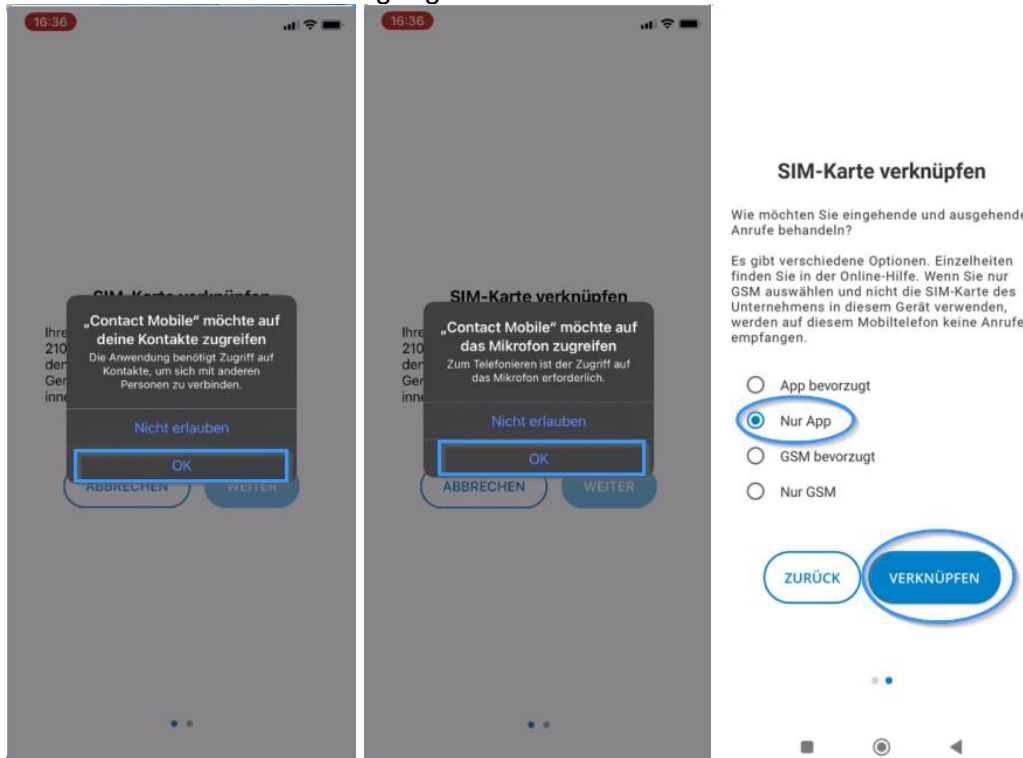 16:36
SIM-Karte verknüpfen
„Contact Mobile“ möchte auf
deine Kontakte zugreifen
Die Anwendung benötigt Zugriff auf
Kontakte, um sich mit anderen
Personen zu verbinden.
Ihre
210
den
Ger
inne
Nicht erlauben
OK
ABBRECHEN
WEITER
16:36
SIM-Karte verknüpfen
„Contact Mobile“ möchte auf
das Mikrofon zugreifen
Zum Telefonieren ist der Zugriff auf
das Mikrofon erforderlich.
Ihre
210
den
Ger
inne
Nicht erlauben
OK
ABBRECHEN
WEITER
SIM-Karte verknüpfen
Wie möchten Sie eingehende und ausgehende
Anrufe behandeln?
Es gibt verschiedene Optionen. Einzelheiten
finden Sie in der Online-Hilfe. Wenn Sie nur
GSM auswählen und nicht die SIM-Karte des
Unternehmens in diesem Gerät verwenden,
werden auf diesem Mobiltelefon keine Anrufe
empfangen.
App bevorzugt
Nur App
GSM bevorzugt
Nur GSM
ZURÜCK
VERKNÜPFEN